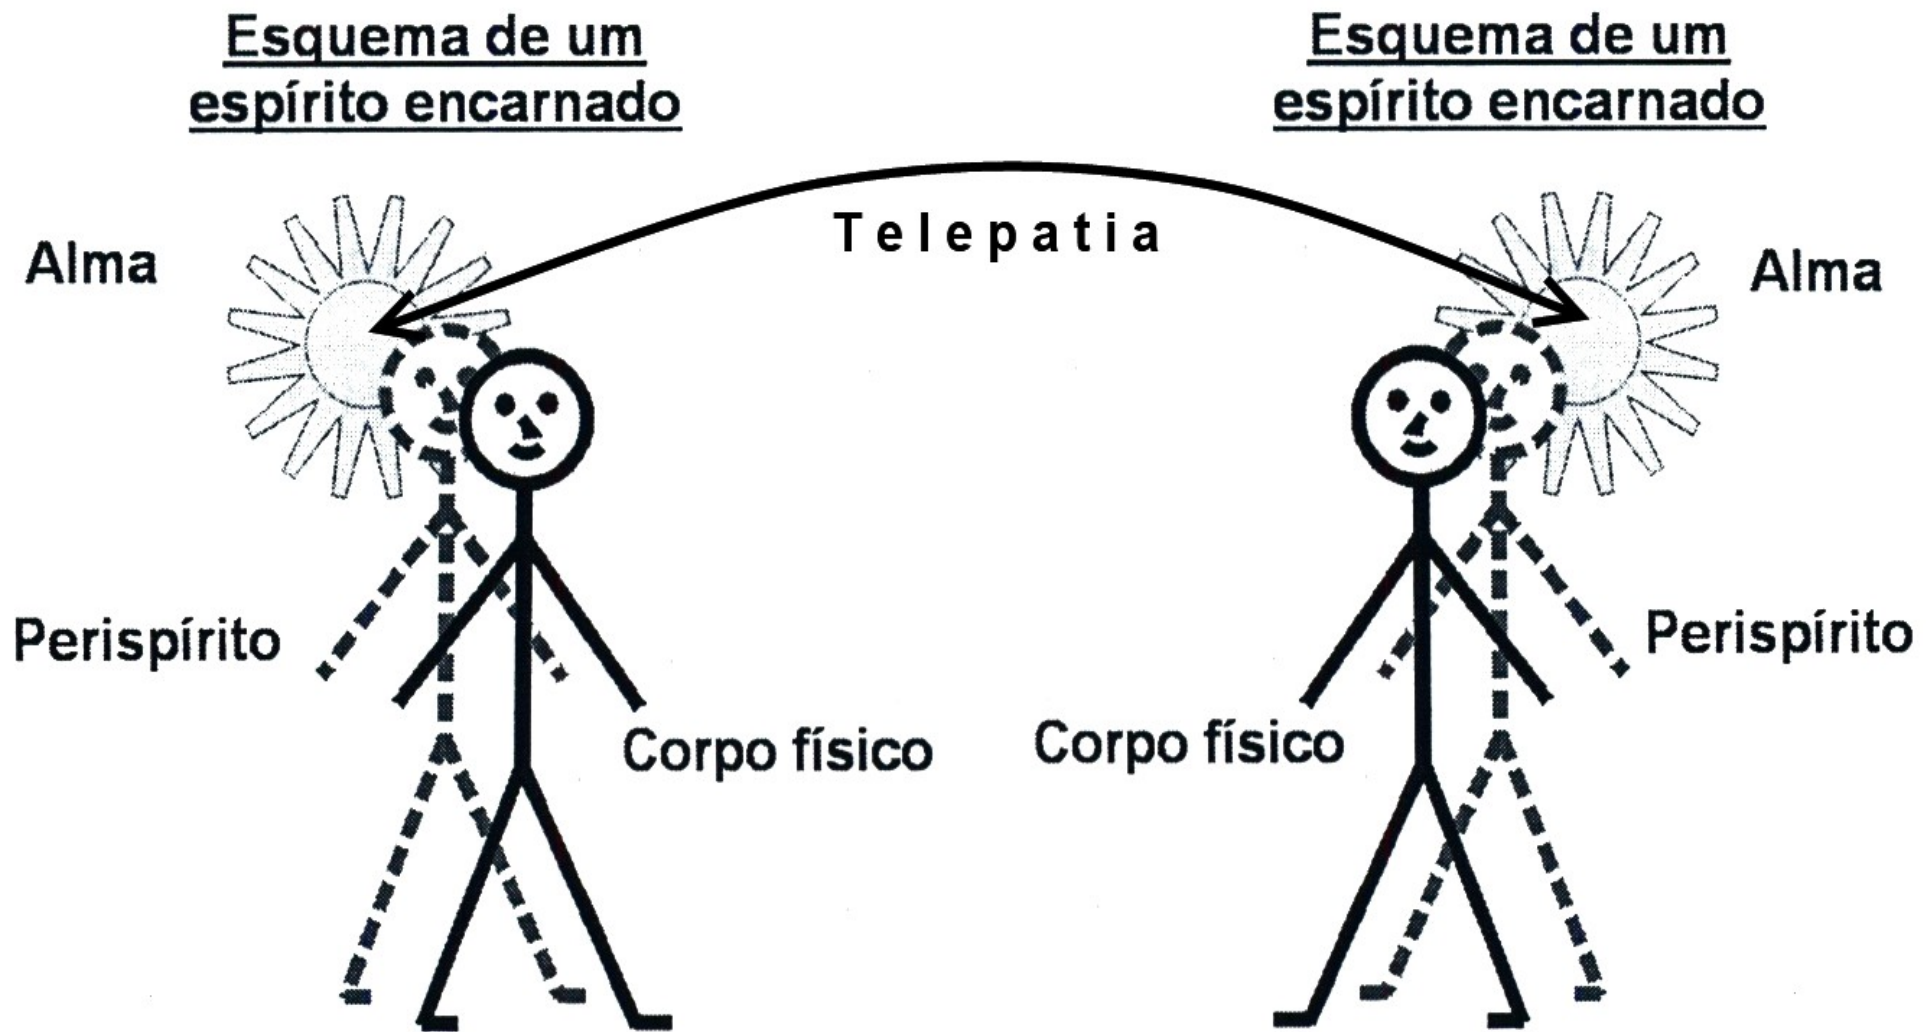 Esquema de um
espírito encarnado
Esquema de um
espírito encarnado
Telepatia
Alma
Alma
Perispírito
Perispírito
Corpo físico
Corpo físico